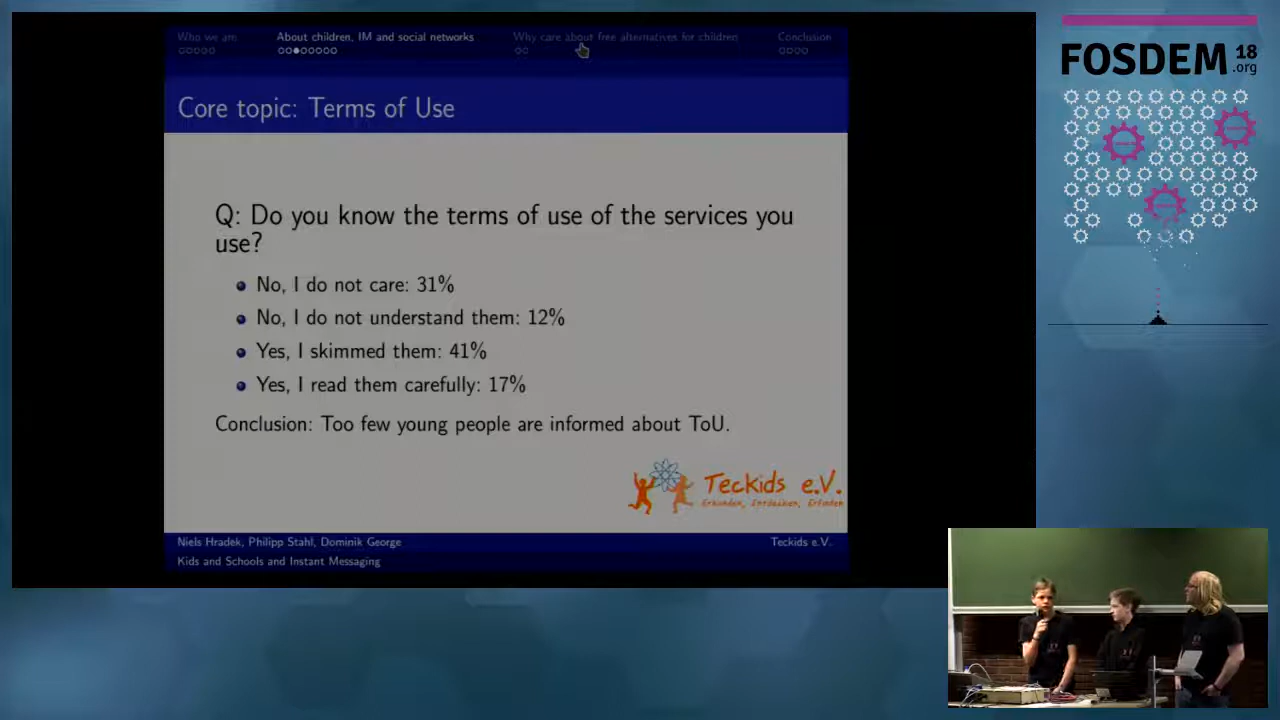 Who we are
About children, IM and social networks
Why care about free alternatives for children
Conclusion
Core topic: Terms of Use
Q: Do you know the terms of use of the services you
use?
No, I do not care: 31%
No, I do not understand them: 12%
Yes, I skimmed them: 41%
Yes, I read them carefully: 17%
Conclusion: Too few young people are informed about ToU.
Teckids e.V.
Erkunden, Entdecken, Erfinden
Niels Hradek, Philipp Stahl, Dominik George
Teckids e.V.
Kids and Schools and Instant Messaging
FOSDEM 18
.org